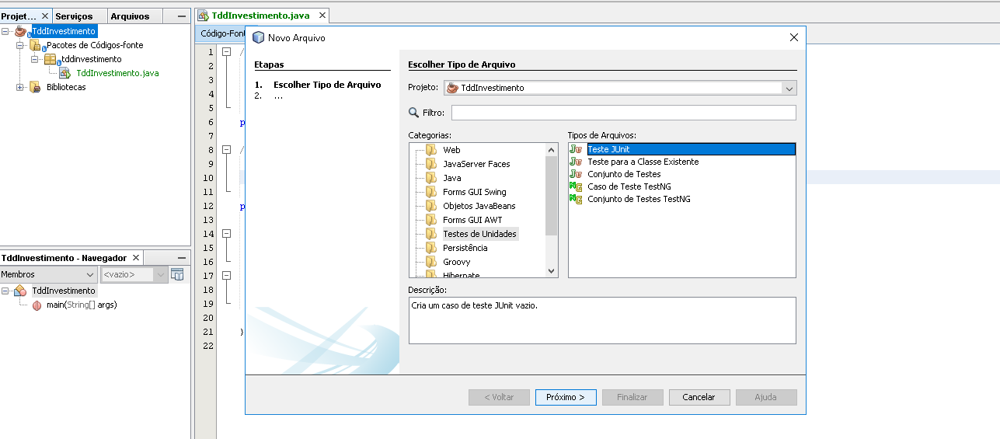 Projet...
Serviços
Arquivos
TddInvestimento
Pacotes de Códigos-fonte
tddinvestimento
TddInvestimento.java
Bibliotecas
TddInvestimento - Navegador
Membros
<vazio>
TddInvestimento
main(String[] args)
TddInvestimento.java
1 /
2
3
4
5
6 p
7
8 /
9
10
11
12 p
13
14
15
16
17
18
19
20
21 }
22
Novo Arquivo
Etapas
1. Escolher Tipo de Arquivo
2. ...
Escolher Tipo de Arquivo
Projeto: TddInvestimento
Filtro:
Categorias:
Web
JavaServer Faces
Java
Forms GUI Swing
Objetos JavaBeans
Forms GUI AWT
Testes de Unidades
Persistência
Groovy
Hibernate
Tipos de Arquivos:
Teste JUnit
Teste para a Classe Existente
Conjunto de Testes
Caso de Teste TestNG
Conjunto de Testes TestNG
Descrição:
Cria um caso de teste JUnit vazio.
< Voltar
Próximo >
Finalizar
Cancelar
Ajuda